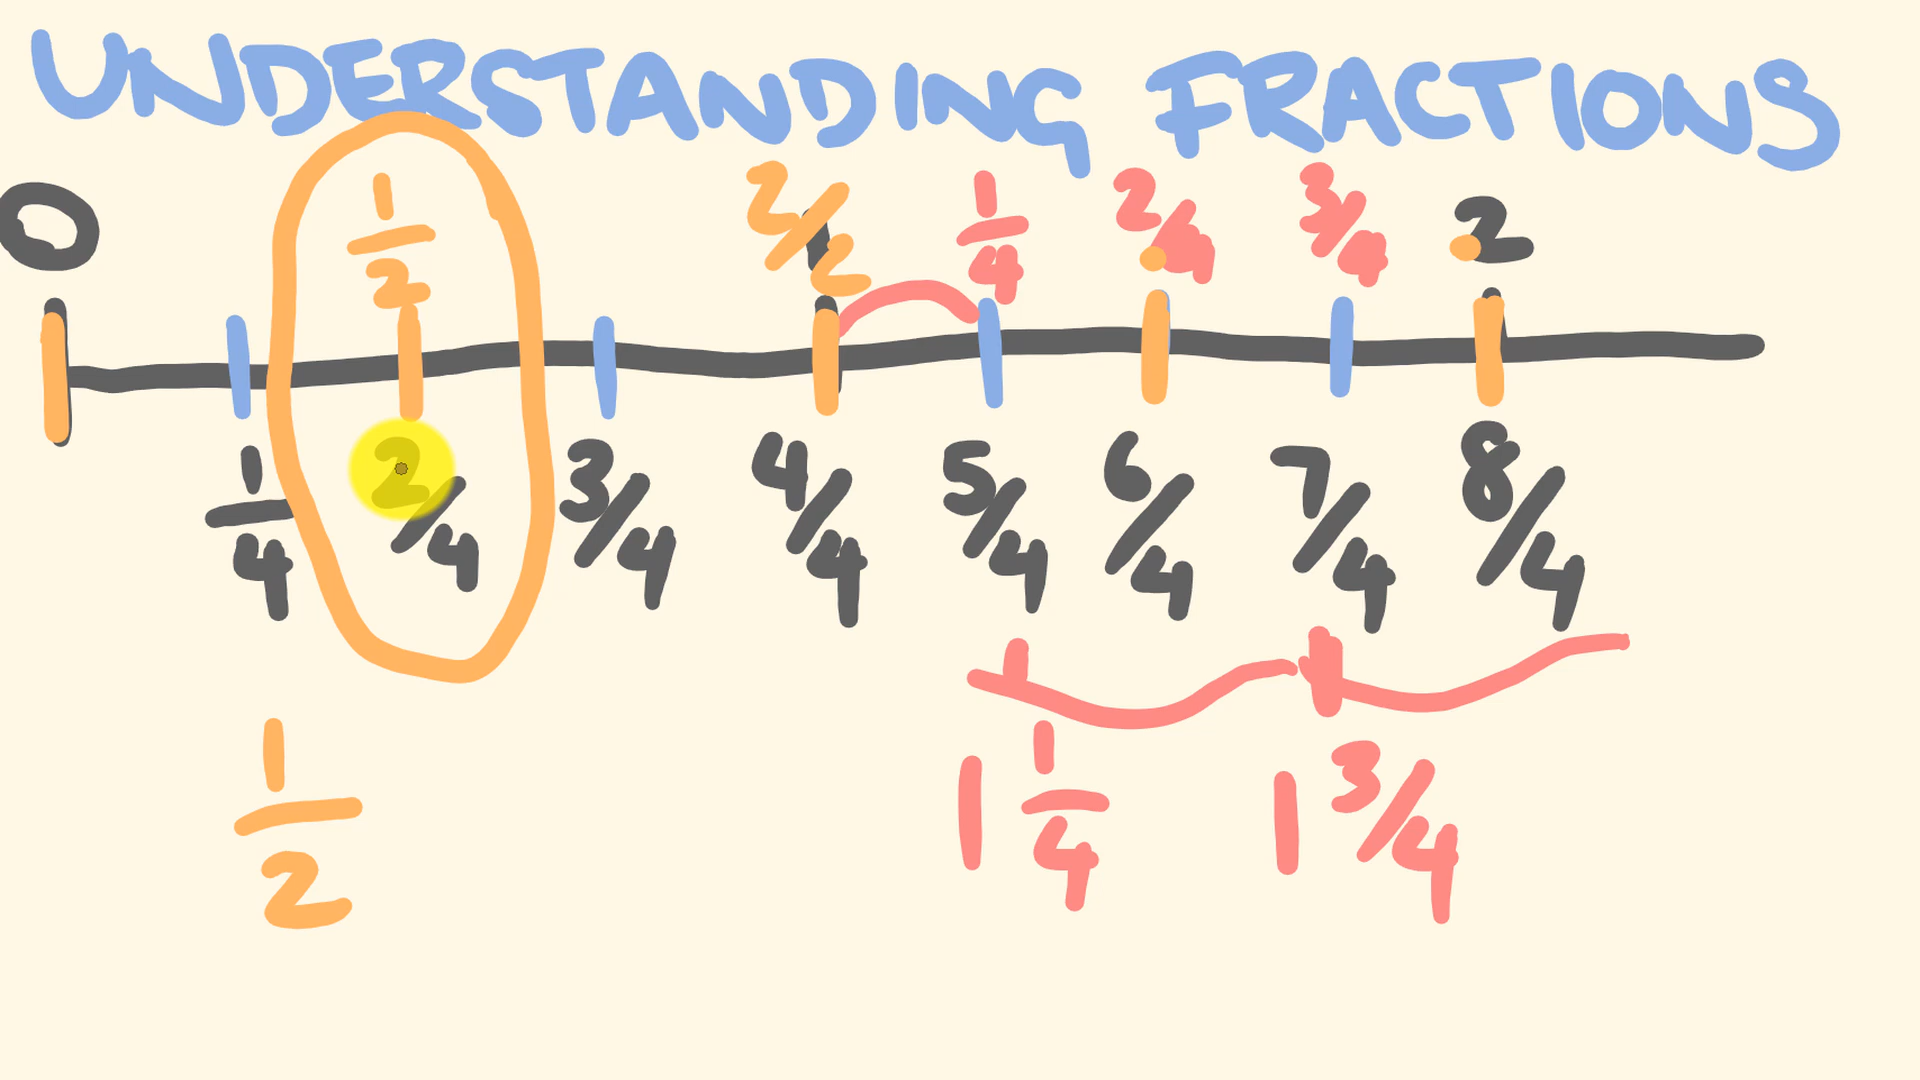 UNDERSTANDING FRACTIONS
0 1/2 2/2 1/4 2/4 3/4 2
1/4 2/4 3/4 4/4 5/4 6/4 7/4 8/4
1/2 1 1/4 1 3/4